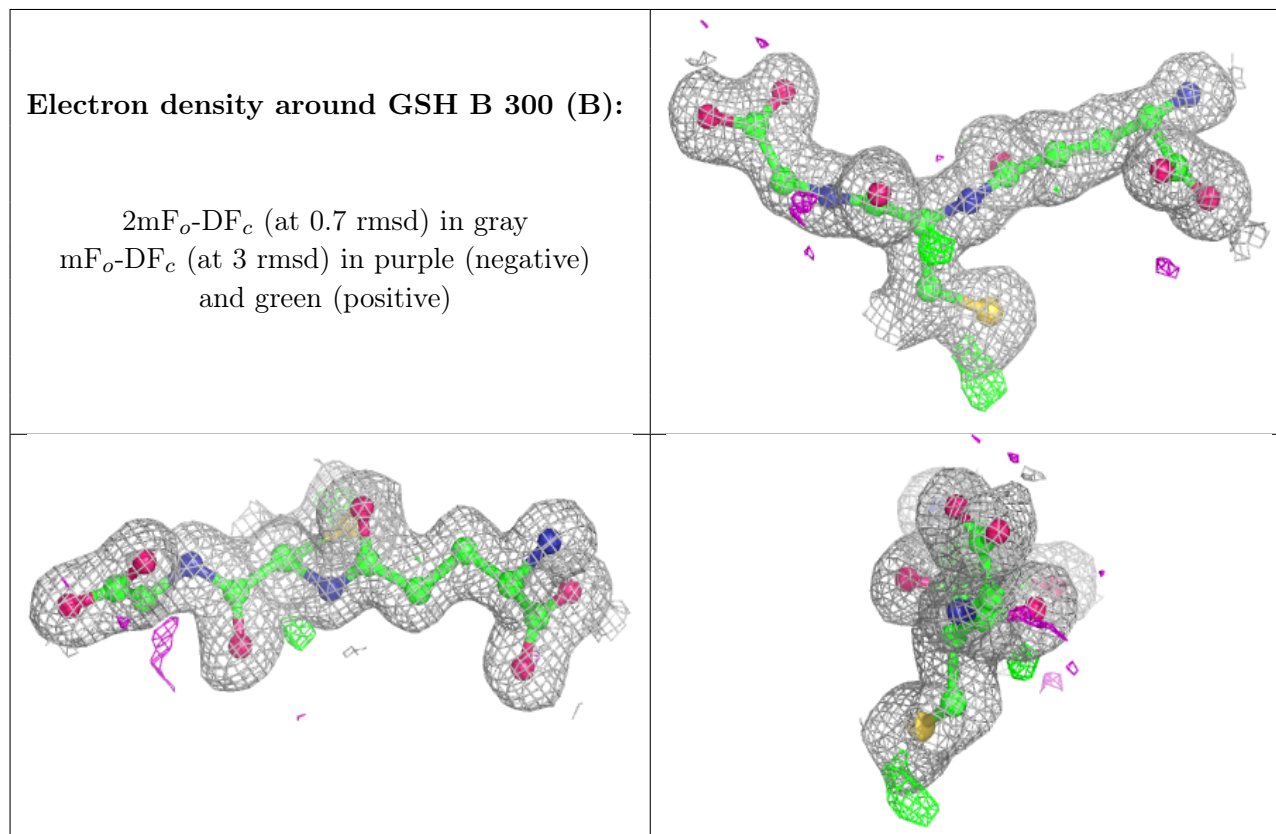 Electron density around GSH B 300 (B):
2mFₒ-DF𝑐 (at 0.7 rmsd) in gray
mFₒ-DF𝑐 (at 3 rmsd) in purple (negative)
and green (positive)